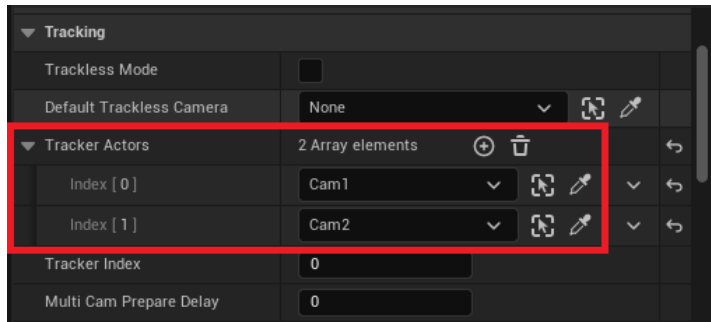 Tracking
Trackless Mode
Default Trackless Camera None
Tracker Actors 2 Array elements
Index [ 0 ] Cam1
Index [ 1 ] Cam2
Tracker Index 0
Multi Cam Prepare Delay 0